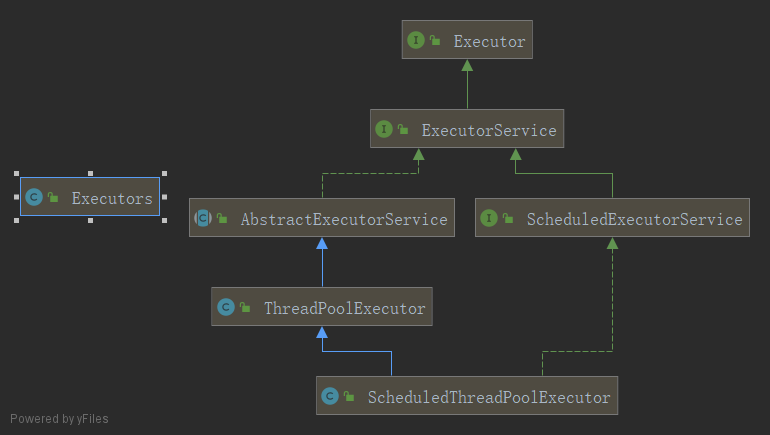 I Executor
I ExecutorService
C Executors
C AbstractExecutorService
I ScheduledExecutorService
C ThreadPoolExecutor
C ScheduledThreadPoolExecutor
Powered by yFiles